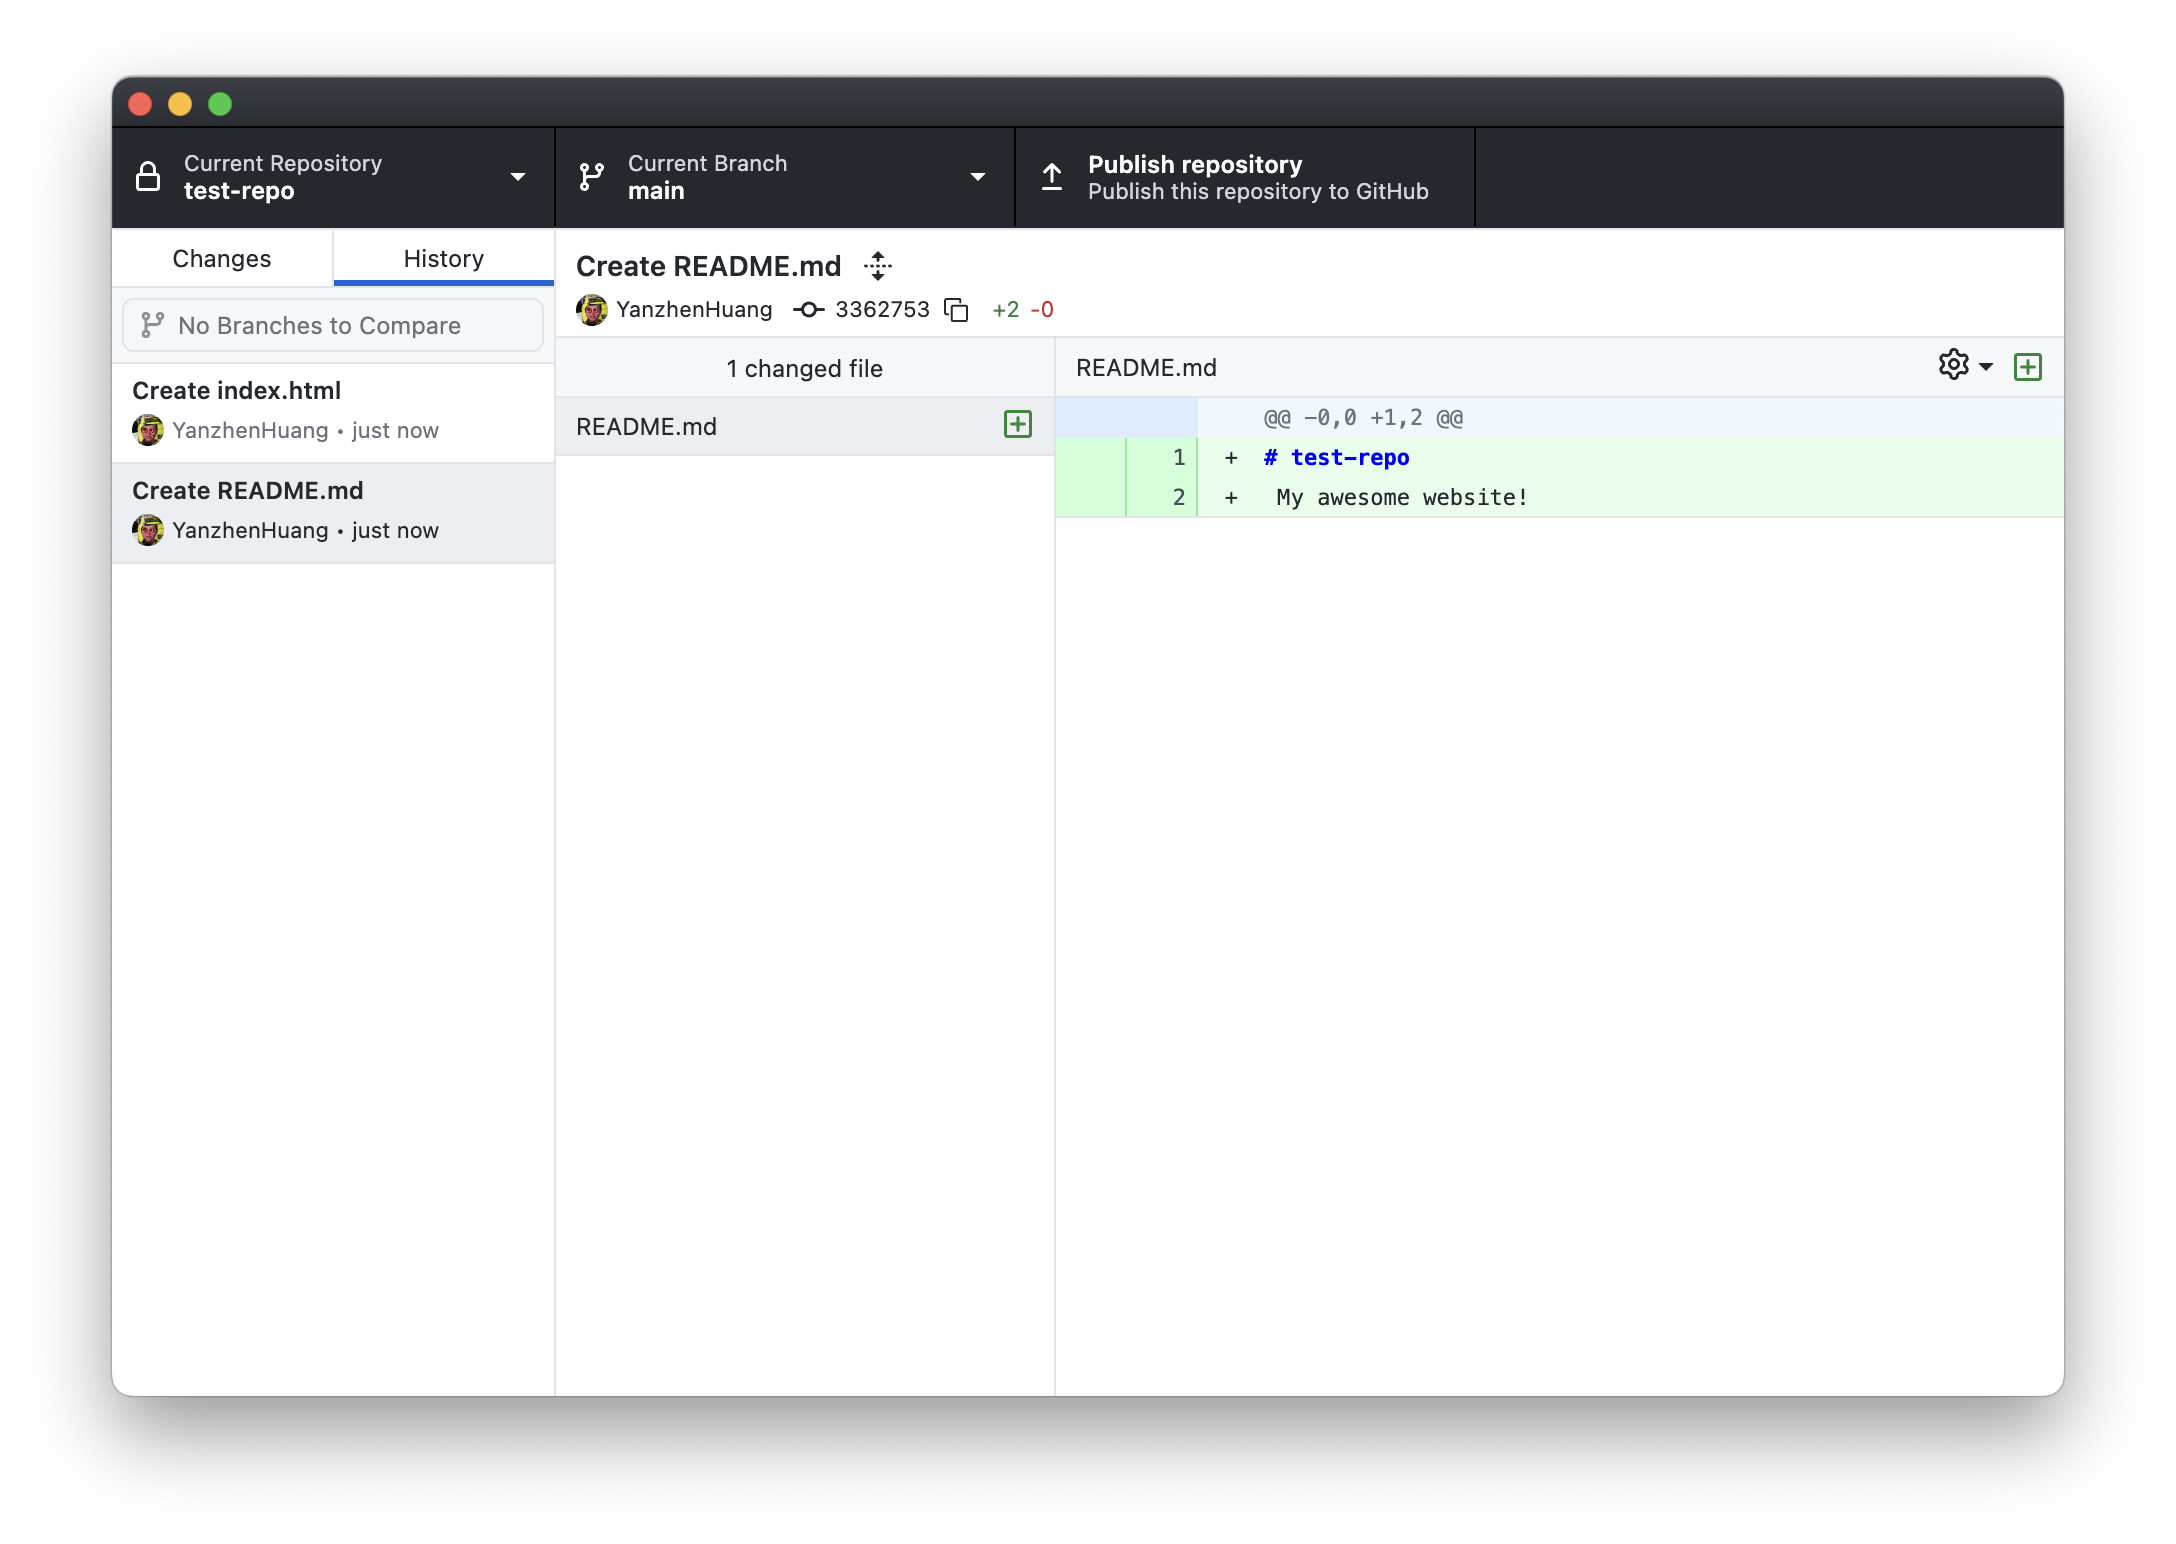 Current Repository
test-repo
Current Branch
main
Publish repository
Publish this repository to GitHub
Changes
History
No Branches to Compare
Create index.html
YanzhenHuang • just now
Create README.md
YanzhenHuang • just now
Create README.md
YanzhenHuang 3362753 +2 -0
1 changed file
README.md
README.md
@@ -0,0 +1,2 @@
1 + # test-repo
2 + My awesome website!